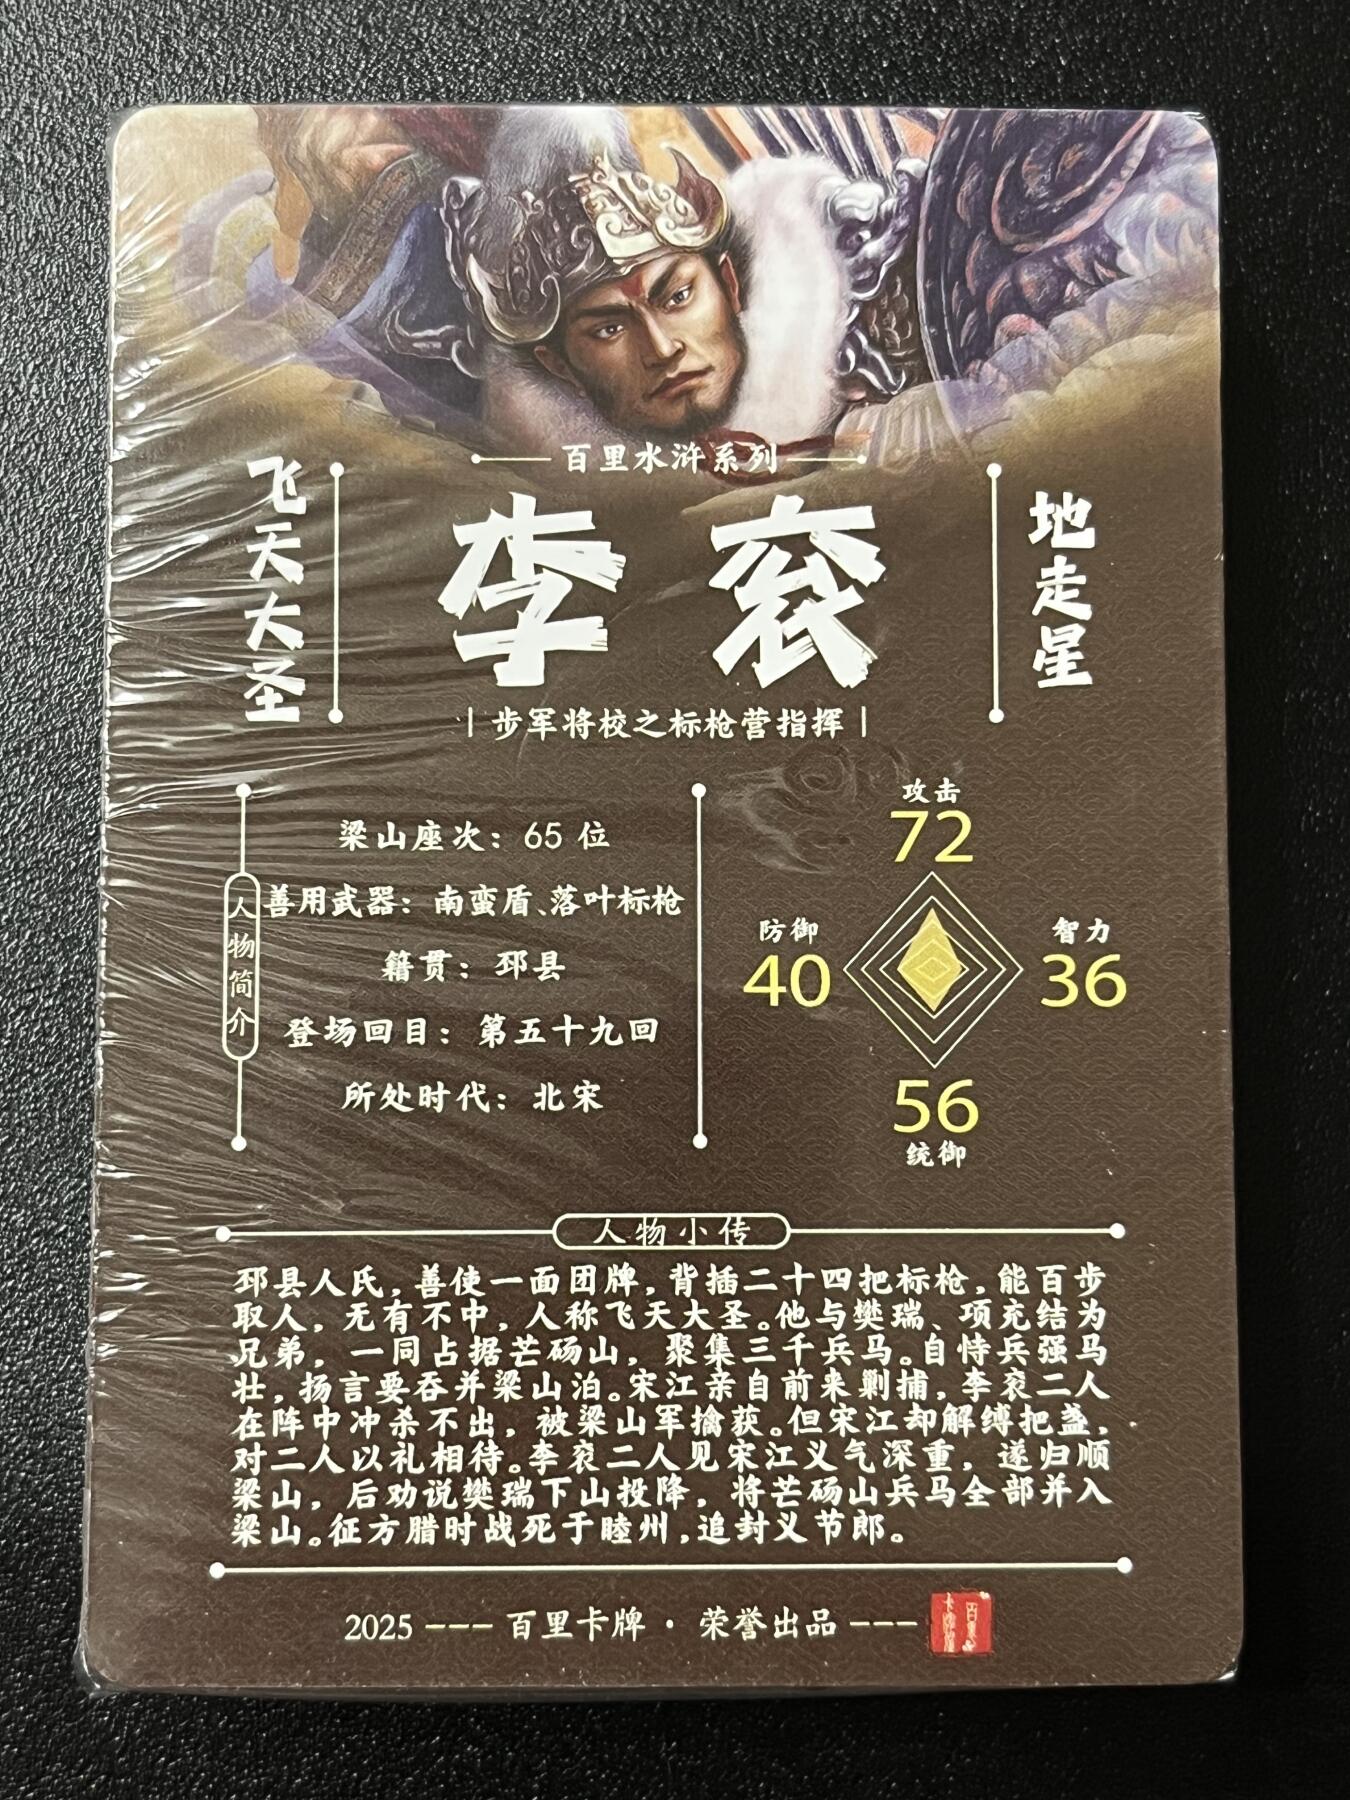 百里水浒系列
飞天大圣
李衮
地走星
步军将校之标枪营指挥
人物简介
梁山座次：65 位
善用武器：南蛮盾、落叶标枪
籍贯：邳县
登场回目：第五十九回
所处时代：北宋
攻击
72
防御
40
智力
36
56
统御
人物小传
邳县人氏，善使一面团牌，背插二十四把标枪，能百步
取人，无有不中，人称飞天大圣。他与樊瑞、项充结为
兄弟，一同占据芒砀山，聚集三千兵马。自恃兵强马
壮，扬言要吞并梁山泊。宋江亲自前来剿捕，李衮二人
在阵中冲杀不出，被梁山军擒获。但宋江却解缚把盏，
对二人以礼相待。李衮二人见宋江义气深重，遂归顺
梁山，后劝说樊瑞下山投降，将芒砀山兵马全部并入
梁山。征方腊时战死于睦州，追封义节郎。
2025 --- 百里卡牌 · 荣誉出品 ---